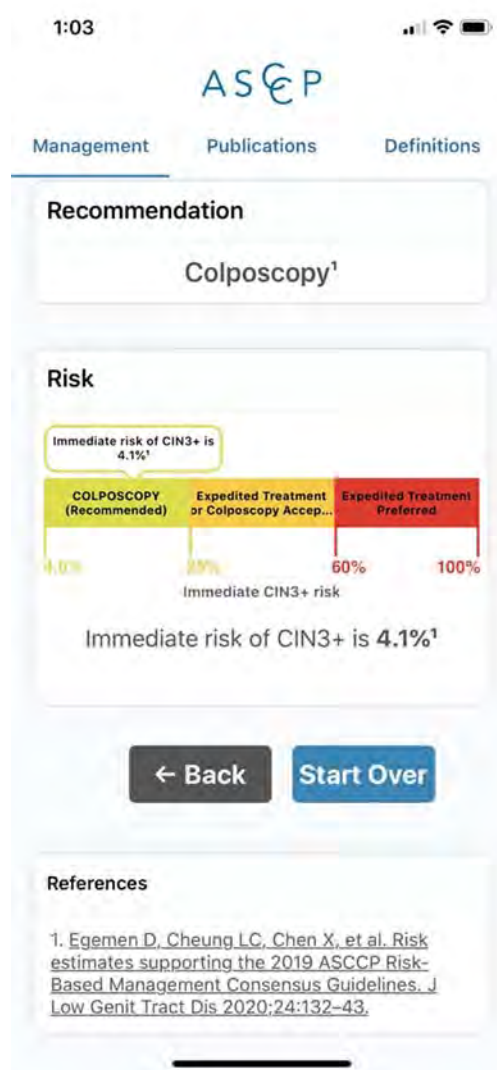 1:03
ASCCP
Management Publications Definitions
Recommendation
Colposcopy¹
Risk
Immediate risk of CIN3+ is
4.1%¹
COLPOSCOPY
(Recommended)
Expedited Treatment
or Colposcopy Accep...
Expedited Treatment
Preferred
4.0% 25% 60% 100%
Immediate CIN3+ risk
Immediate risk of CIN3+ is 4.1%¹
← Back Start Over
References
1. Egemen D, Cheung LC, Chen X, et al. Risk
estimates supporting the 2019 ASCCP Risk-
Based Management Consensus Guidelines. J
Low Genit Tract Dis 2020;24:132–43.